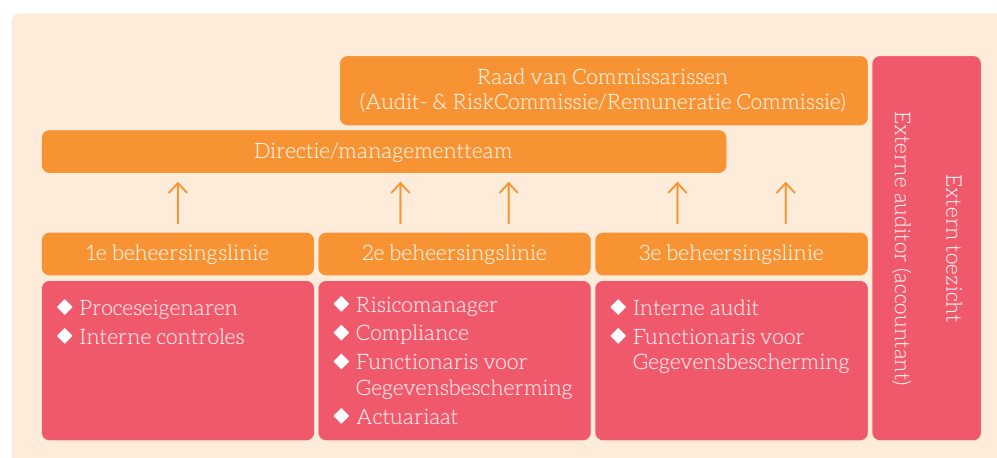 Raad van Commissarissen
(Audit- & RiskCommissie/Remuneratie Commissie)
Directie/managementteam
1e beheersingslinie
◆ Proceseigenaren
◆ Interne controles
2e beheersingslinie
◆ Risicomanager
◆ Compliance
◆ Functionaris voor
Gegevensbescherming
◆ Actuariaat
3e beheersingslinie
◆ Interne audit
◆ Functionaris voor
Gegevensbescherming
Extern toezicht
Externe auditor (accountant)